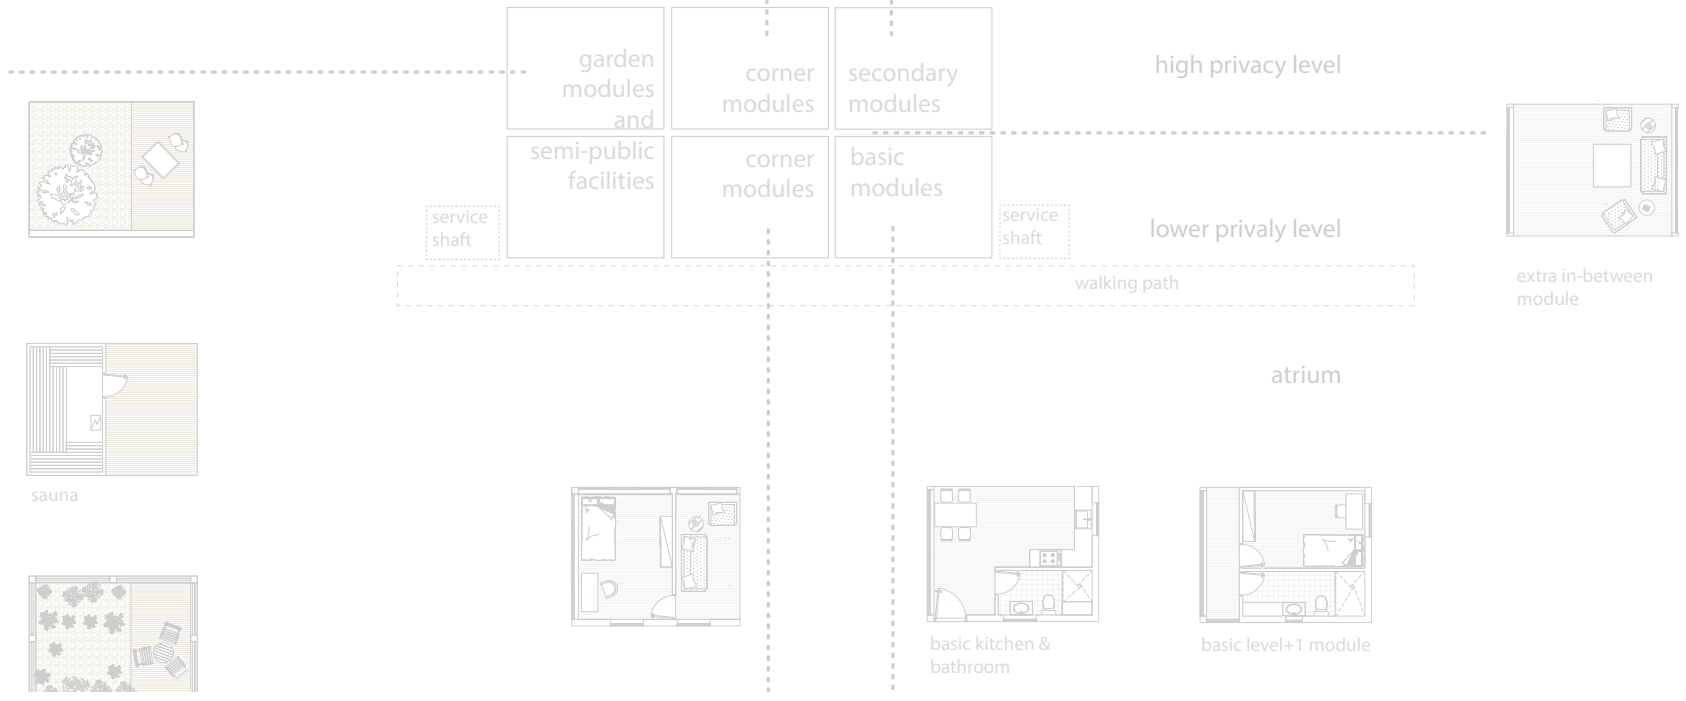 garden
modules
and
semi-public
facilities
corner
modules
secondary
modules
high privacy level
corner
modules
basic
modules
service
shaft
service
shaft
lower privaly level
walking path
extra in-between
module
atrium
sauna
basic kitchen &
bathroom
basic level+1 module